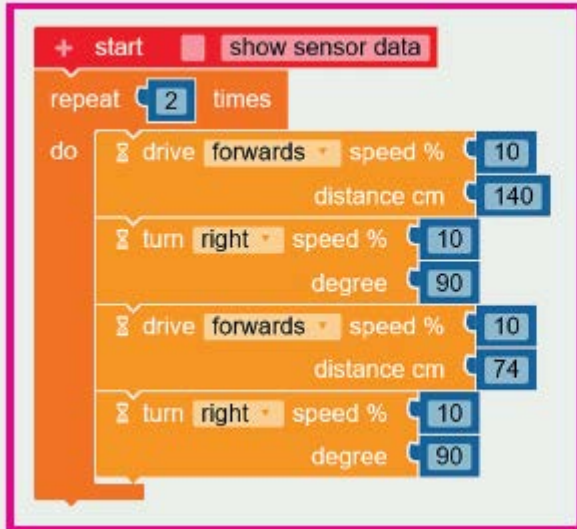 + start show sensor data
repeat 2 times
do drive forwards speed % 10
distance cm 140
turn right speed % 10
degree 90
drive forwards speed % 10
distance cm 74
turn right speed % 10
degree 90